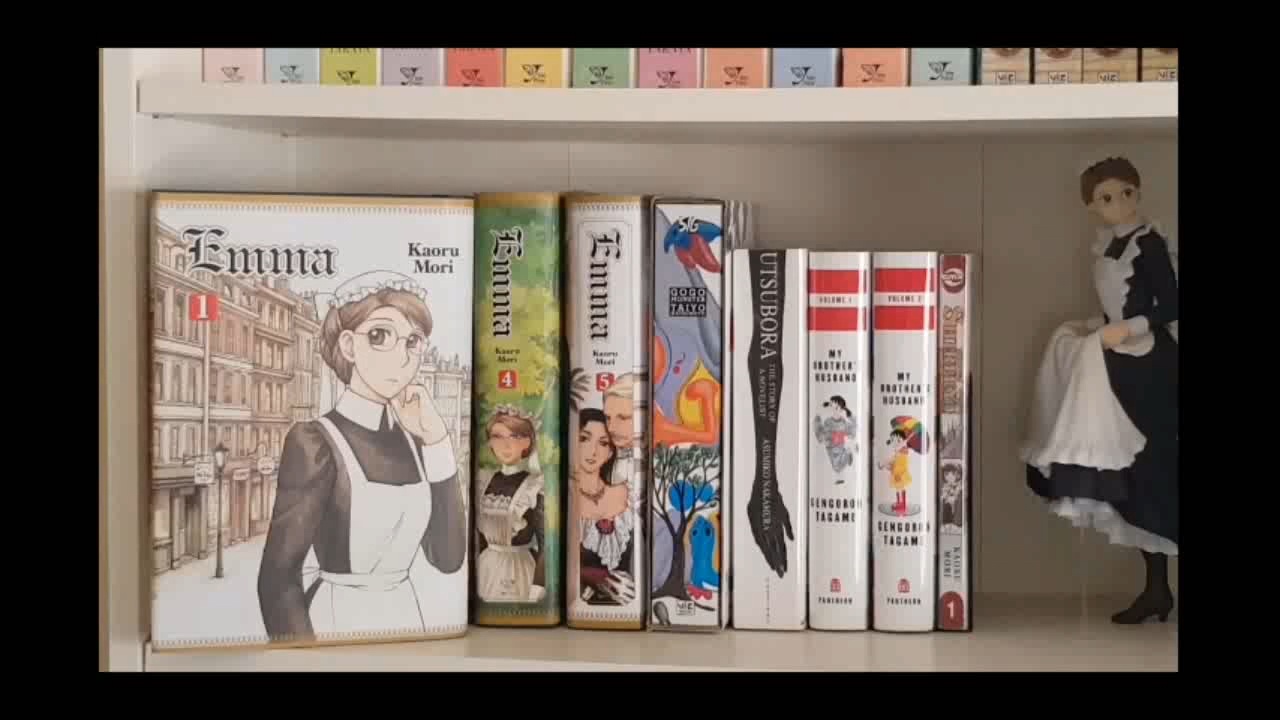 Emma
Kaoru
Mori
1
Emma
Kaoru
Mori
4
Emma
Kaoru
Mori
5
SIG
GOGO
MONSTER
TAIYO
VIZ
UTSUBORA
THE STORY OF
A NOVELIST
ASUMIKO NAKAMURA
VOLUME 1
MY
BROTHER'S
HUSBAND
GENGOROH
TAGAME
PANTHEON
VOLUME 2
MY
BROTHER'S
HUSBAND
GENGOROH
TAGAME
PANTHEON
KAORU
MORI
1